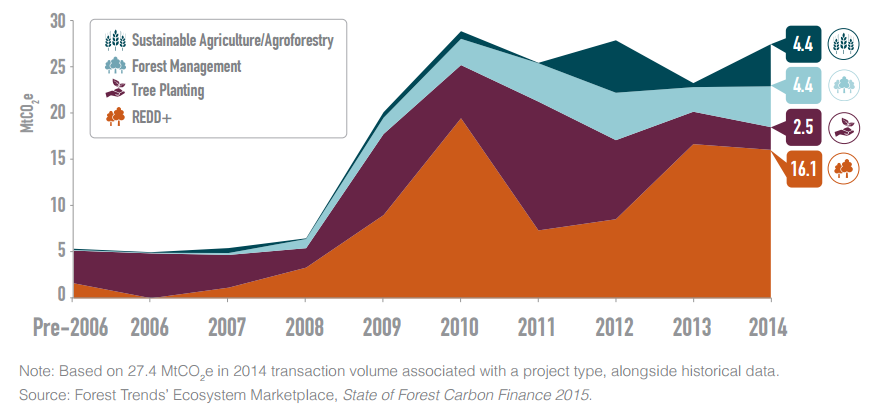 30
25
20
15
10
5
0
MtCO₂e
Sustainable Agriculture/Agroforestry
Forest Management
Tree Planting
REDD+
4.4
4.4
2.5
16.1
Pre-2006 2006 2007 2008 2009 2010 2011 2012 2013 2014
Note: Based on 27.4 MtCO₂e in 2014 transaction volume associated with a project type, alongside historical data.
Source: Forest Trends' Ecosystem Marketplace, State of Forest Carbon Finance 2015.